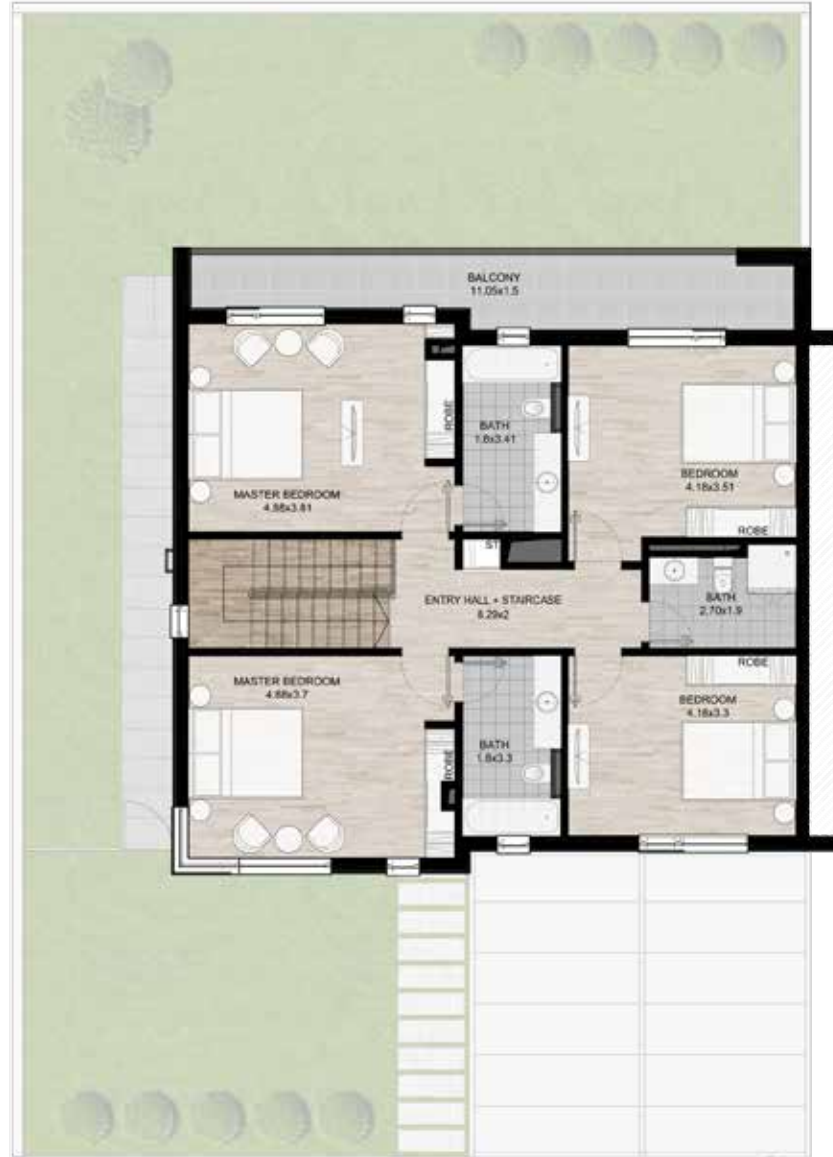 BALCONY
11.05x1.5
ROBE
BATH
1.8x3.41
BEDROOM
4.18x3.51
MASTER BEDROOM
4.88x3.81
ROBE
ST
ENTRY HALL + STAIRCASE
8.29x2
BATH
2.70x1.9
ROBE
MASTER BEDROOM
4.88x3.7
BEDROOM
4.18x3.3
ROBE
BATH
1.8x3.3